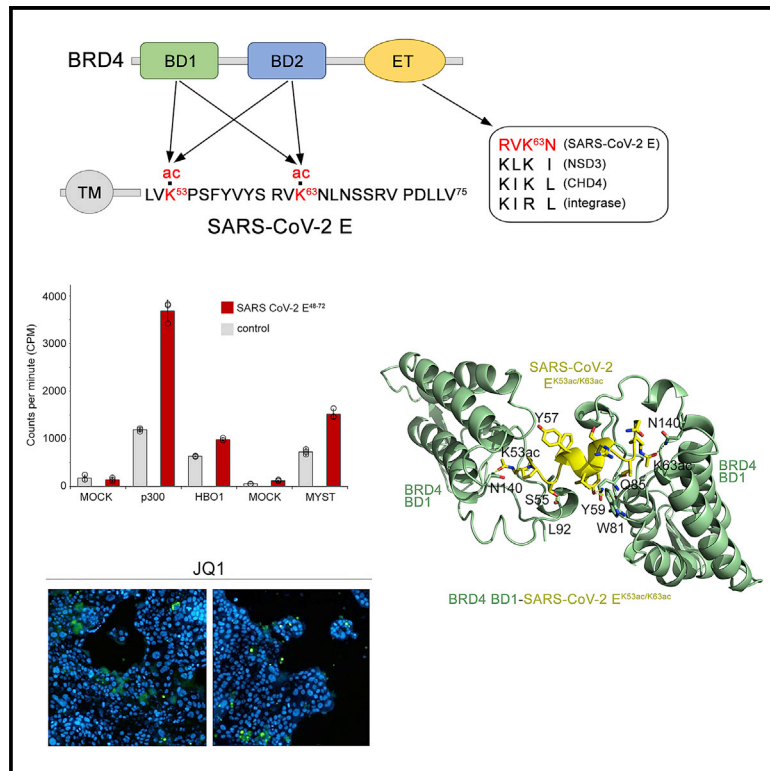 BRD4 BD1 BD2 ET
ac ac
TM LVK⁵³PSFYVYS RVK⁶³NLNSSRV PDLLV⁷⁵
SARS-CoV-2 E
RVK⁶³N (SARS-CoV-2 E)
KLK I (NSD3)
KIK L (CHD4)
KIR L (integrase)
Counts per minute (CPM)
4000
3000
2000
1000
0
SARS CoV-2 E⁴⁸⁻⁷²
control
MOCK p300 HBO1 MOCK MYST
SARS-CoV-2
E^K53ac/K63ac
Y57
N140
K53ac
K63ac
BRD4
BD1
N140
S55
Q85
Y59
L92
W81
BRD4
BD1
BRD4 BD1-SARS-CoV-2 E^K53ac/K63ac
JQ1